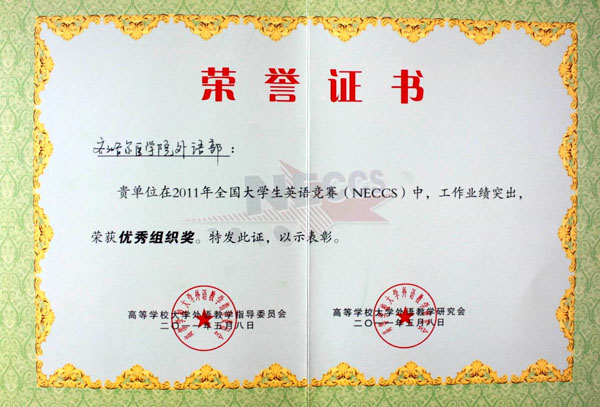 荣誉证书
齐哈尔医学院外语部：
NECCS
贵单位在2011年全国大学生英语竞赛（NECCS）中，工作业绩突出，
荣获优秀组织奖。特发此证，以示表彰。
高等学校大学外语教学指导委员会
二〇一一年五月八日
高等学校大学外语教学研究会
二〇一一年五月八日